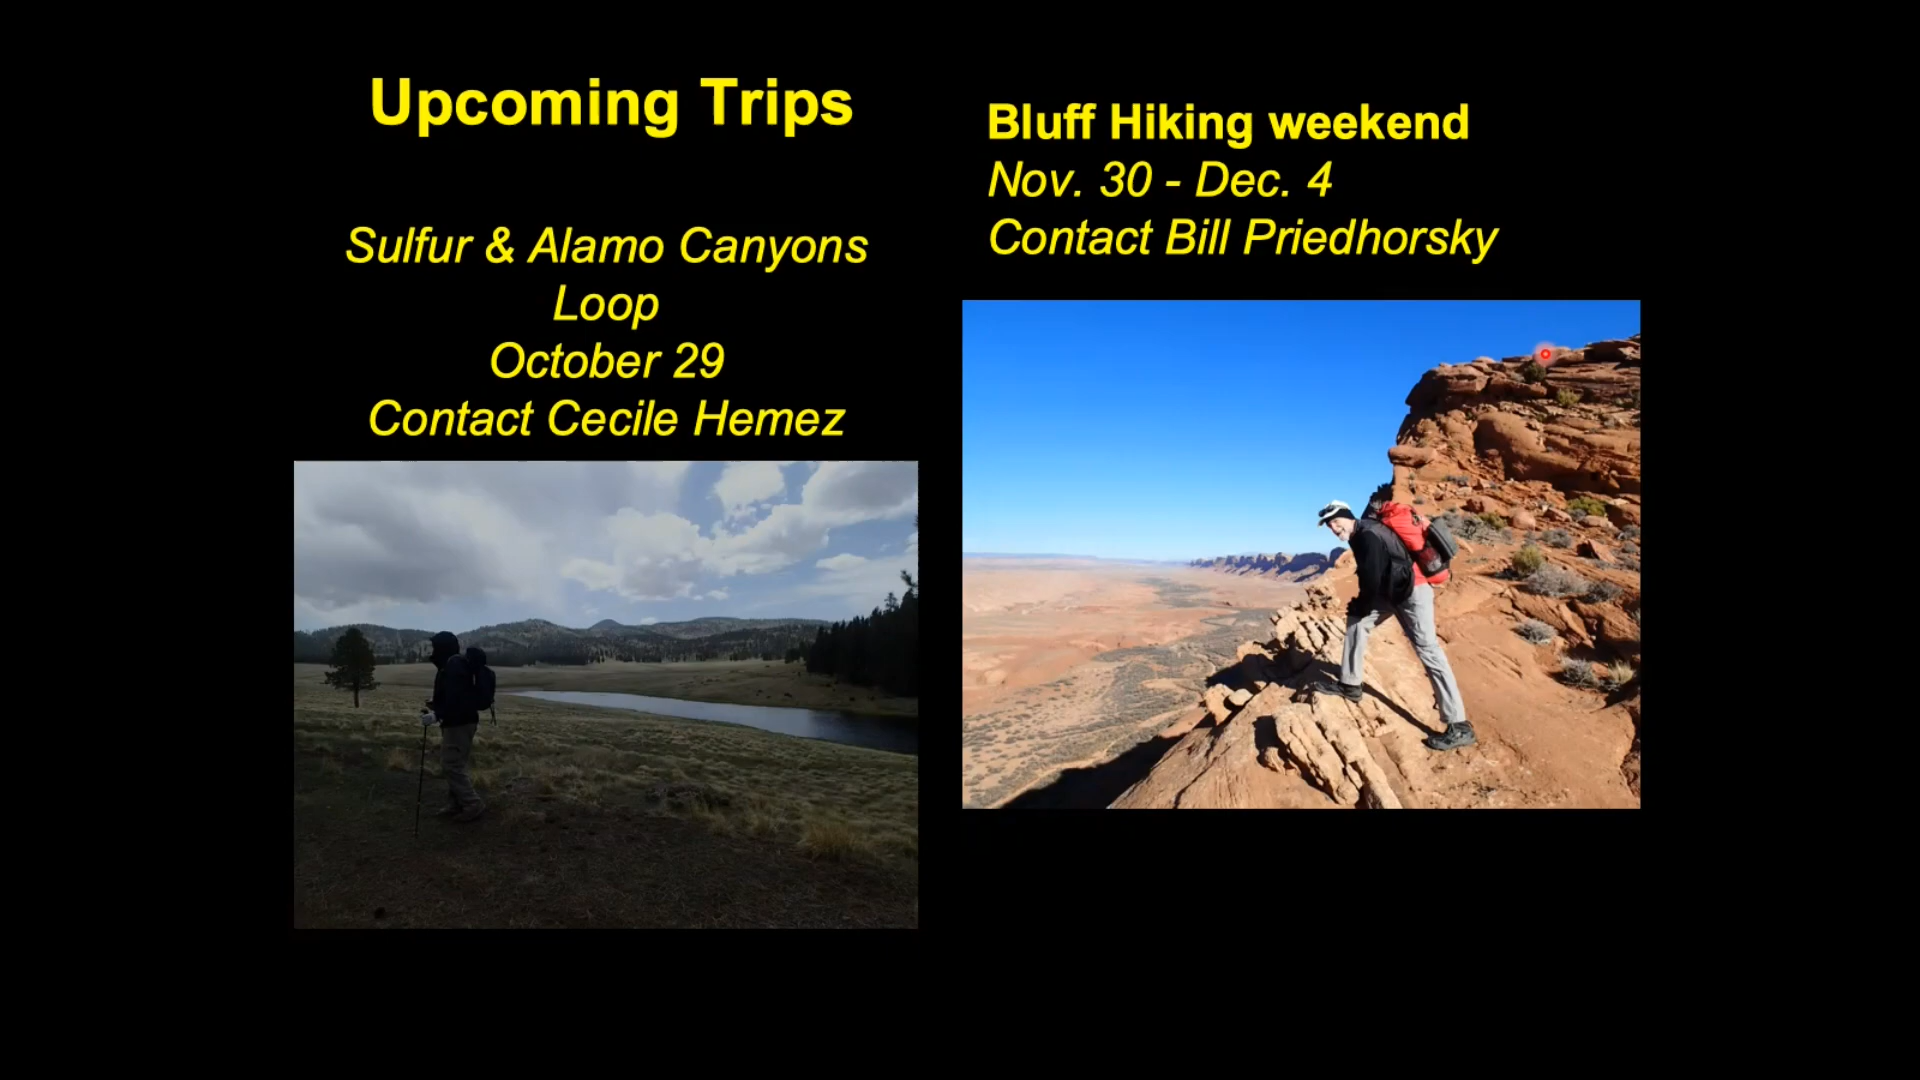 Upcoming Trips
Sulfur & Alamo Canyons
Loop
October 29
Contact Cecile Hemez
Bluff Hiking weekend
Nov. 30 - Dec. 4
Contact Bill Priedhorsky